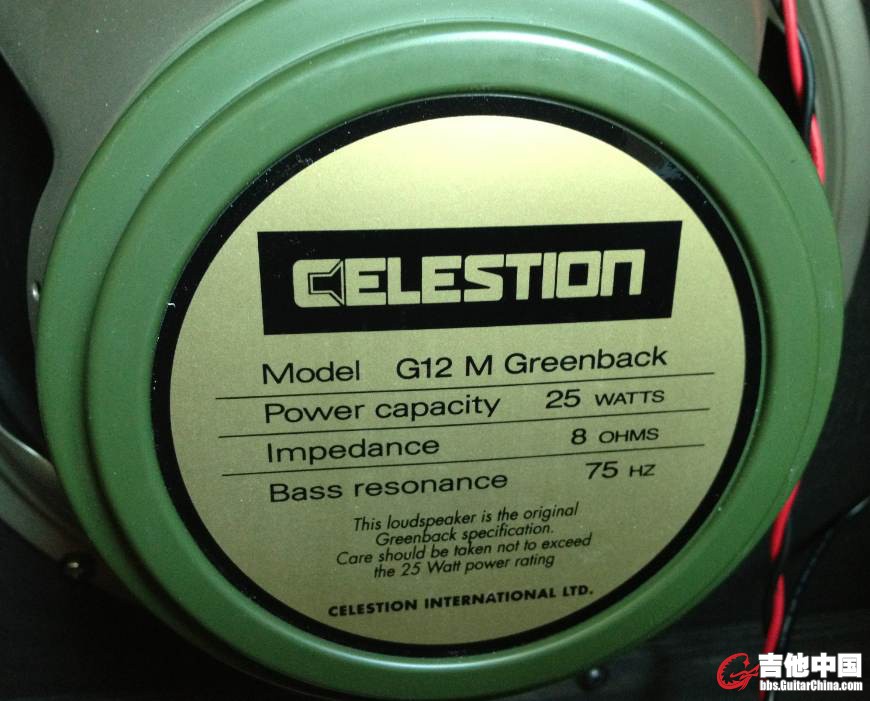 CELESTION
Model G12 M Greenback
Power capacity 25 WATTS
Impedance 8 OHMS
Bass resonance 75 HZ
This loudspeaker is the original
Greenback specification.
Care should be taken not to exceed
the 25 Watt power rating
CELESTION INTERNATIONAL LTD.
吉他中国
bbs.GuitarChina.com